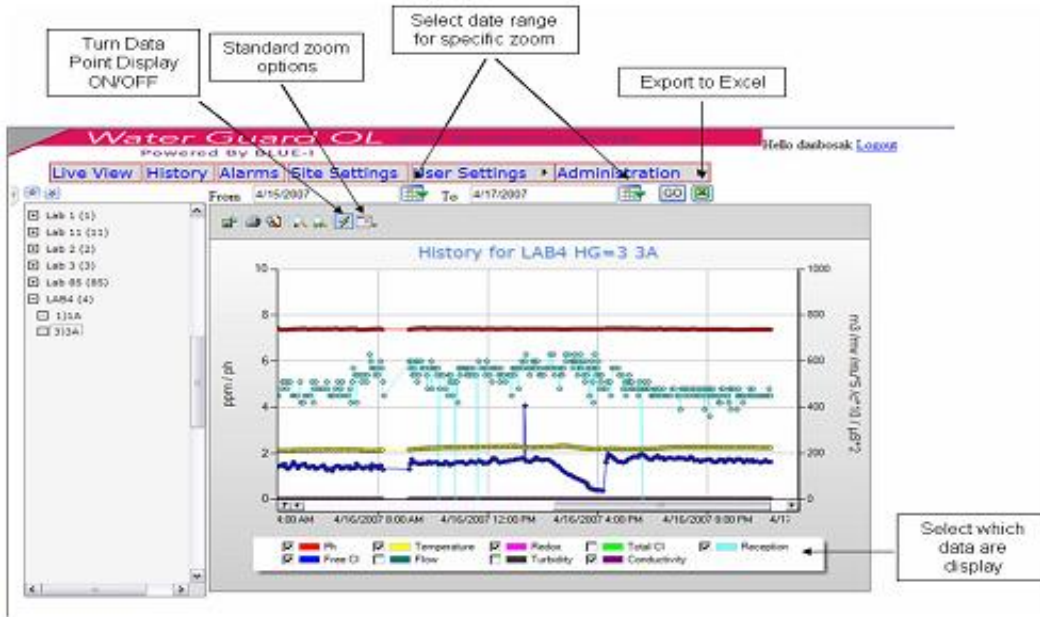 Turn Data
Point Display
ON/OFF
Standard zoom
options
Select date range
for specific zoom
Export to Excel
Water Guard OL
Powered By BLUE-I
Hello danbosak Logout
Live View History Alarms Site Settings User Settings Administration
From 4/15/2007 To 4/17/2007 GO
Lab 1 (1)
Lab 11 (11)
Lab 2 (2)
Lab 3 (3)
Lab 85 (85)
LAB4 (4)
1)1A
3)3A
History for LAB4 HG=3 3A
ppm / ph
10
8
6
4
2
0
1000
800
600
400
200
0
4:00 AM 4/16/2007 8:00 AM 4/16/2007 12:00 PM 4/16/2007 4:00 PM 4/16/2007 8:00 PM
Ph Temperature Redox Total Cl Reception
Free Cl Flow Turbidity Conductivity
Select which
data are
display